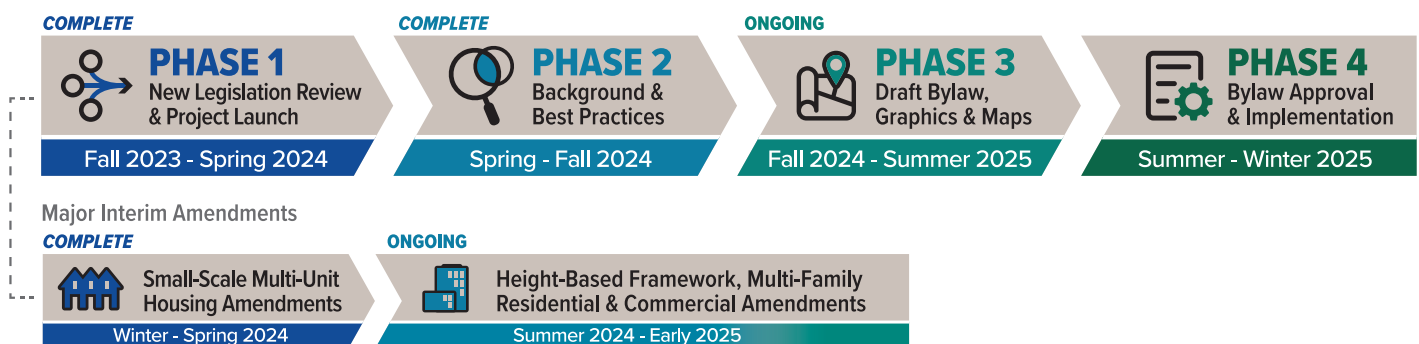 COMPLETE
PHASE 1
New Legislation Review
& Project Launch
Fall 2023 - Spring 2024
COMPLETE
PHASE 2
Background &
Best Practices
Spring - Fall 2024
ONGOING
PHASE 3
Draft Bylaw,
Graphics & Maps
Fall 2024 - Summer 2025
PHASE 4
Bylaw Approval
& Implementation
Summer - Winter 2025
Major Interim Amendments
COMPLETE
Small-Scale Multi-Unit
Housing Amendments
Winter - Spring 2024
ONGOING
Height-Based Framework, Multi-Family
Residential & Commercial Amendments
Summer 2024 - Early 2025